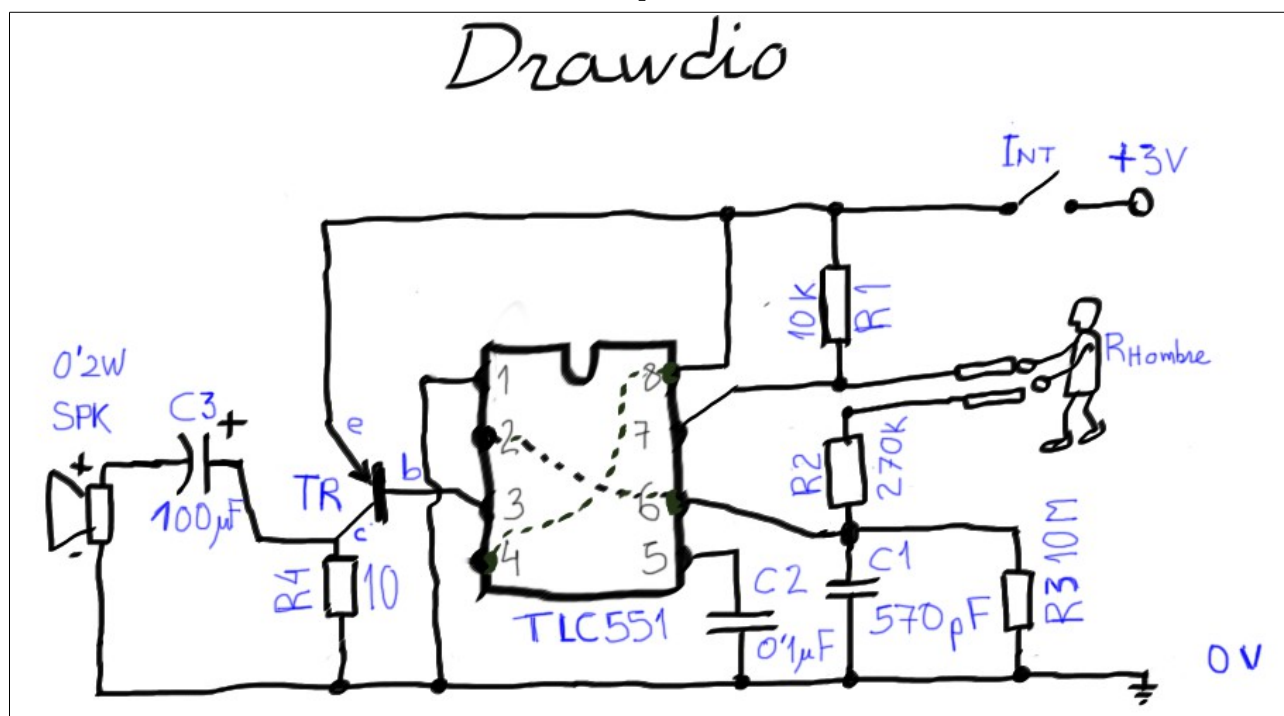 Drawdio
INT
+3V
10K
R1
RHombre
0'2W
SPK
+
-
C3
+
100µF
e
TR
b
c
R4
10
1
2
3
4
8
7
6
5
TLC551
R2
270K
C2
0'1µF
C1
570pF
R3 10M
0V